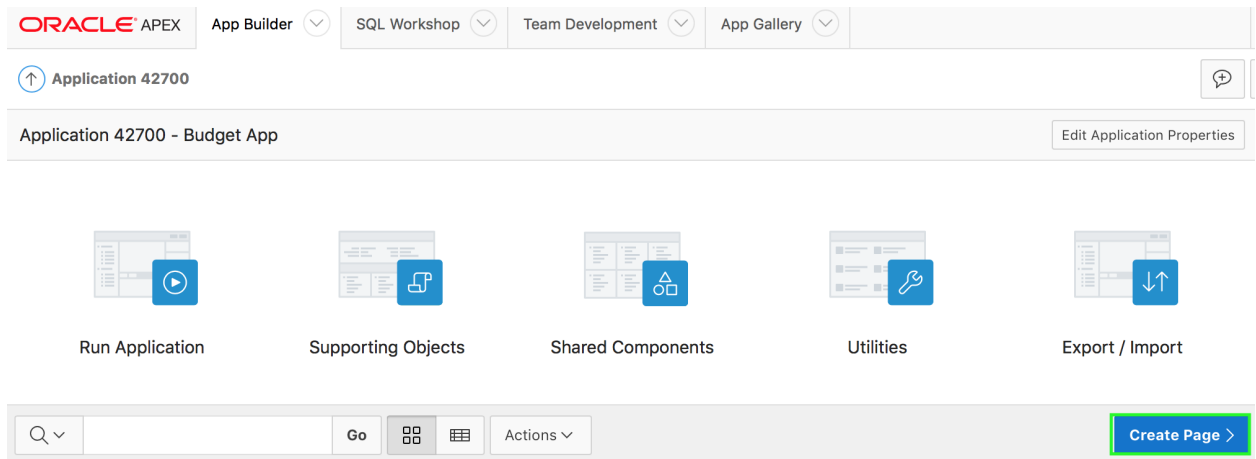 ORACLE APEX App Builder SQL Workshop Team Development App Gallery
Application 42700
Application 42700 - Budget App Edit Application Properties
Run Application Supporting Objects Shared Components Utilities Export / Import
Go Actions Create Page